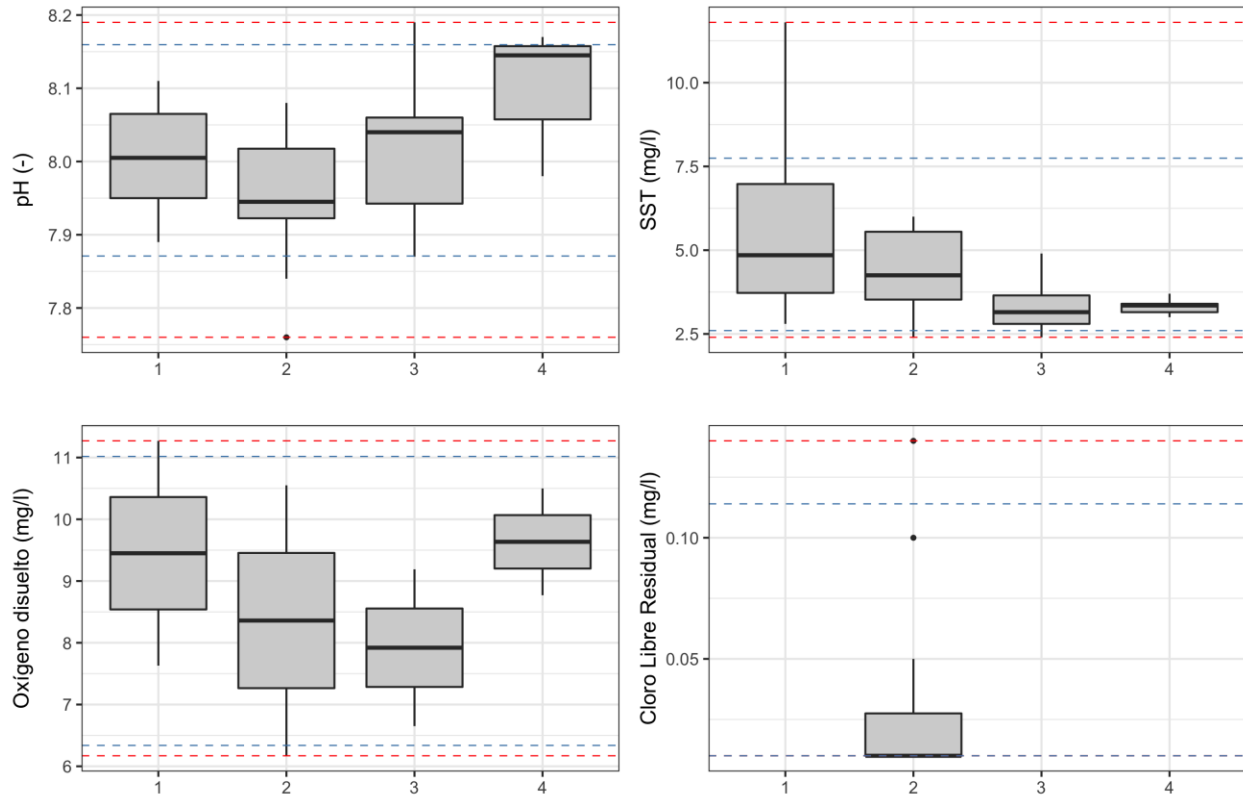 pH (-)
8.2
8.1
8.0
7.9
7.8
1 2 3 4
SST (mg/l)
10.0
7.5
5.0
2.5
1 2 3 4
Oxígeno disuelto (mg/l)
11
10
9
8
7
6
1 2 3 4
Cloro Libre Residual (mg/l)
0.10
0.05
1 2 3 4